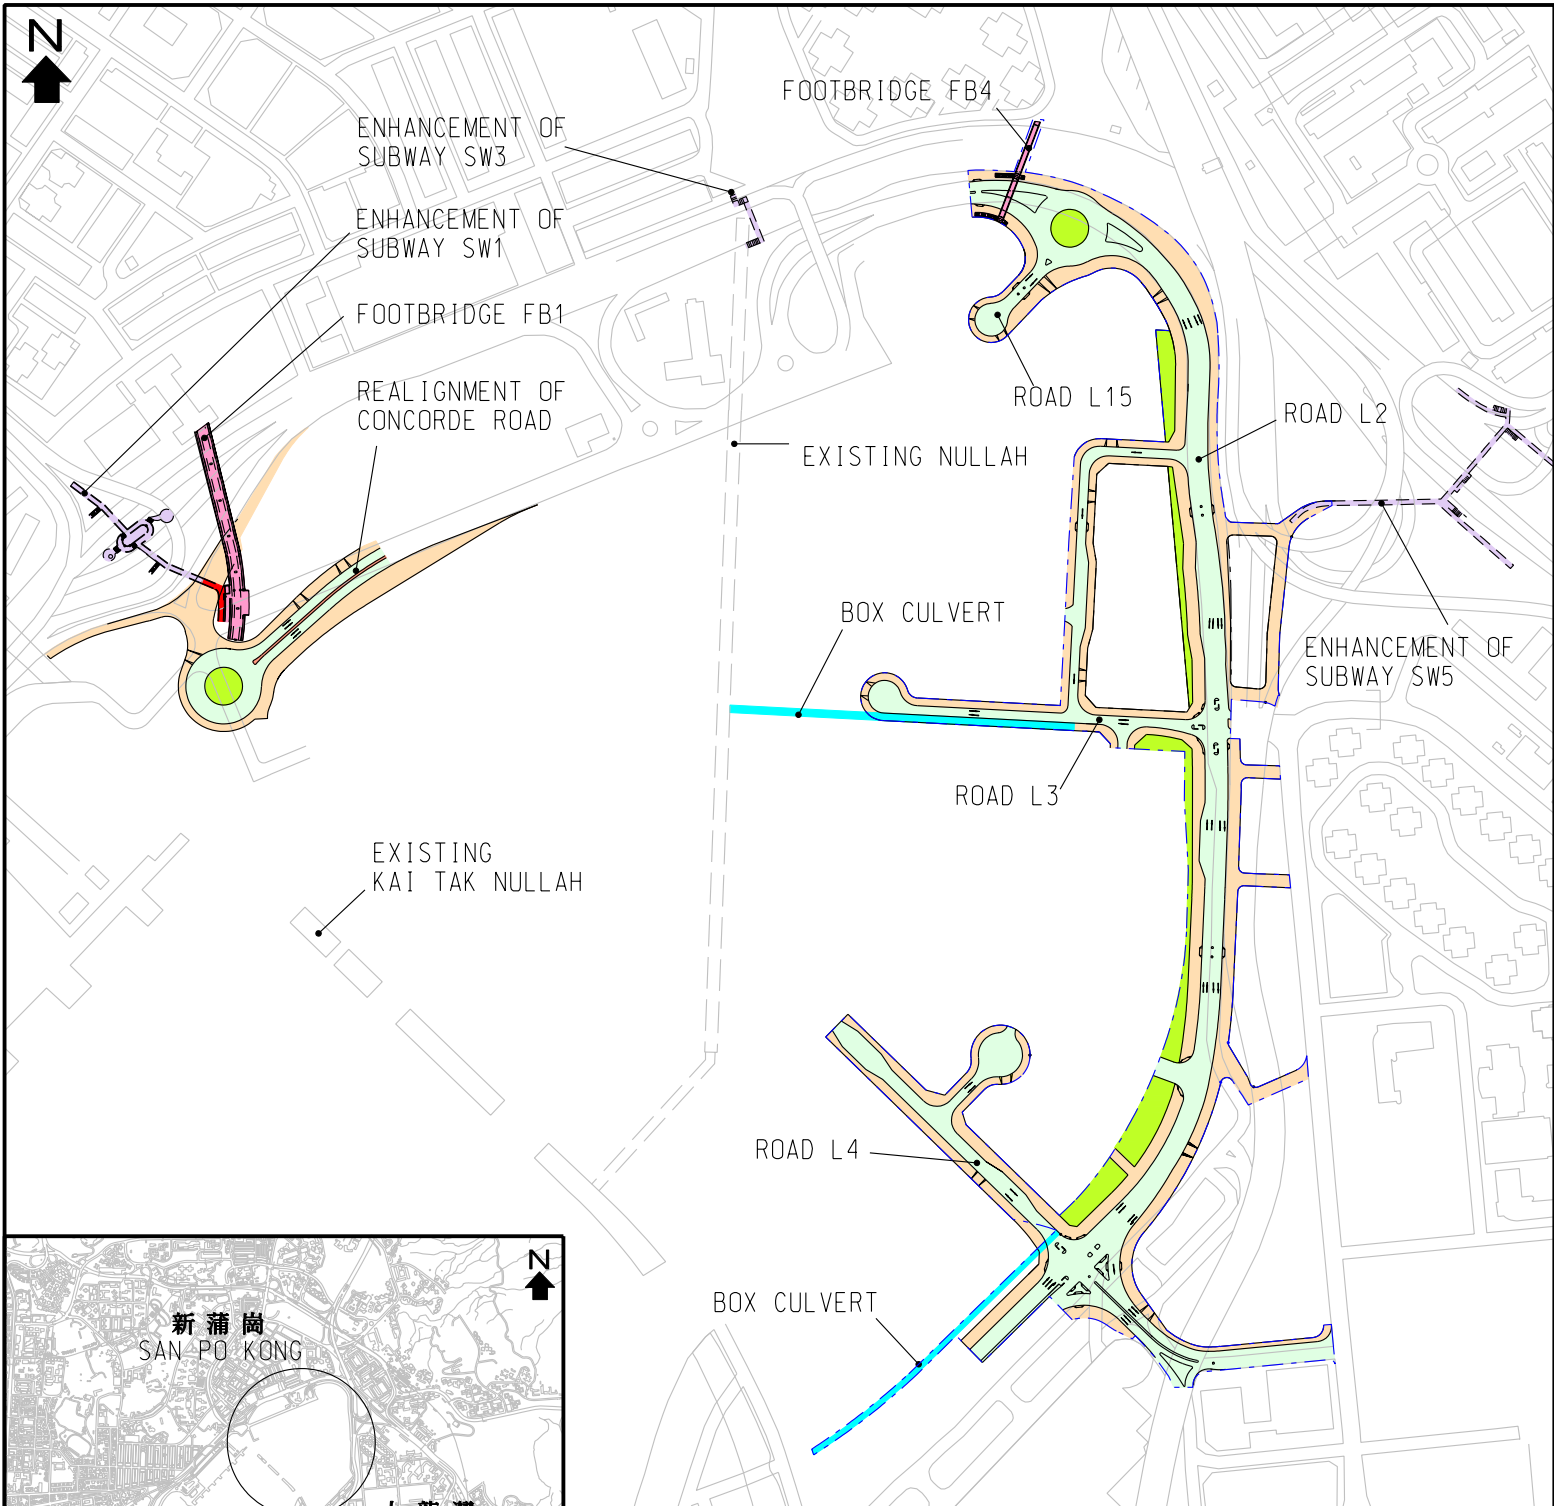 N
FOOTBRIDGE FB4
ENHANCEMENT OF
SUBWAY SW3
ENHANCEMENT OF
SUBWAY SW1
FOOTBRIDGE FB1
REALIGNMENT OF
CONCORDE ROAD
ROAD L15
ROAD L2
EXISTING NULLAH
BOX CULVERT
ENHANCEMENT OF
SUBWAY SW5
ROAD L3
EXISTING
KAI TAK NULLAH
ROAD L4
BOX CULVERT
N
新蒲崗
SAN PO KONG